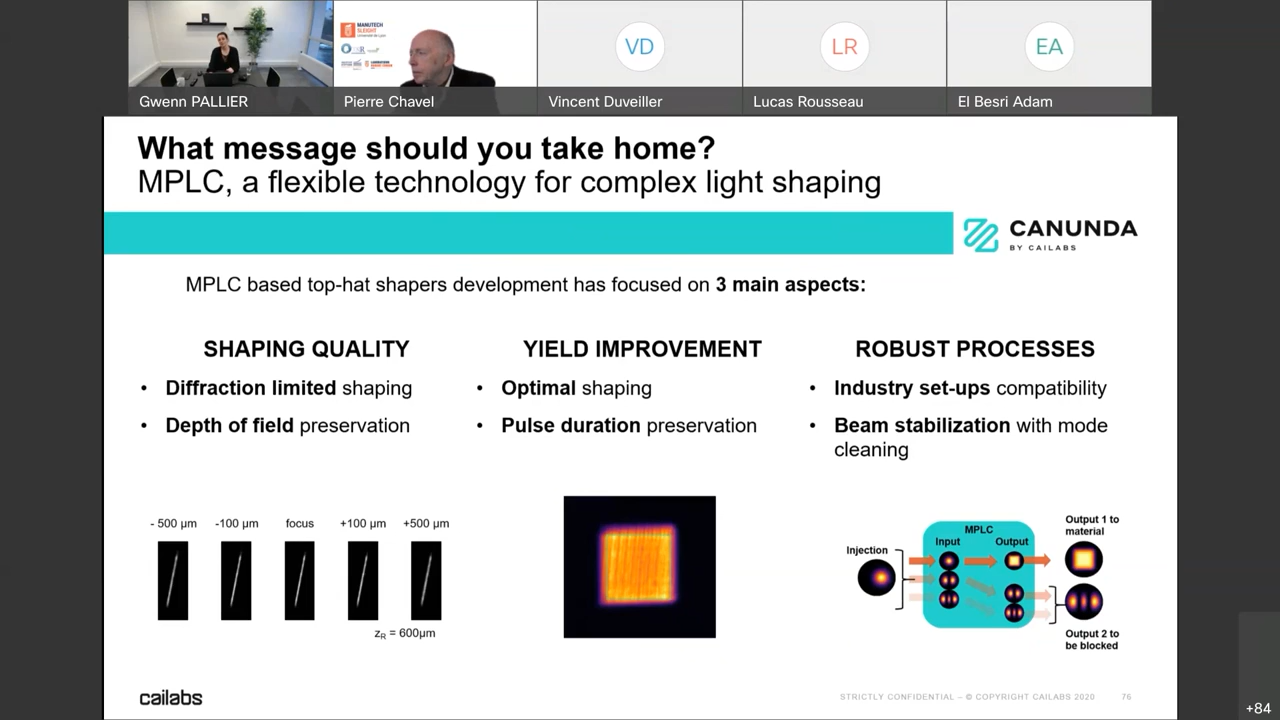 MANUTECH
SLEIGHT
VD
LR
EA
Gwenn PALLIER
Pierre Chavel
Vincent Duveiller
Lucas Rousseau
El Besri Adam
What message should you take home?
MPLC, a flexible technology for complex light shaping
CANUNDA
BY CAILABS
MPLC based top-hat shapers development has focused on 3 main aspects:
SHAPING QUALITY
• Diffraction limited shaping
• Depth of field preservation
YIELD IMPROVEMENT
• Optimal shaping
• Pulse duration preservation
ROBUST PROCESSES
• Industry set-ups compatibility
• Beam stabilization with mode
cleaning
- 500 µm
-100 µm
focus
+100 µm
+500 µm
zR = 600µm
Injection
MPLC
Input
Output
Output 1 to
material
Output 2 to
be blocked
cailabs
STRICTLY CONFIDENTIAL – © COPYRIGHT CAILABS 2020
76
+84